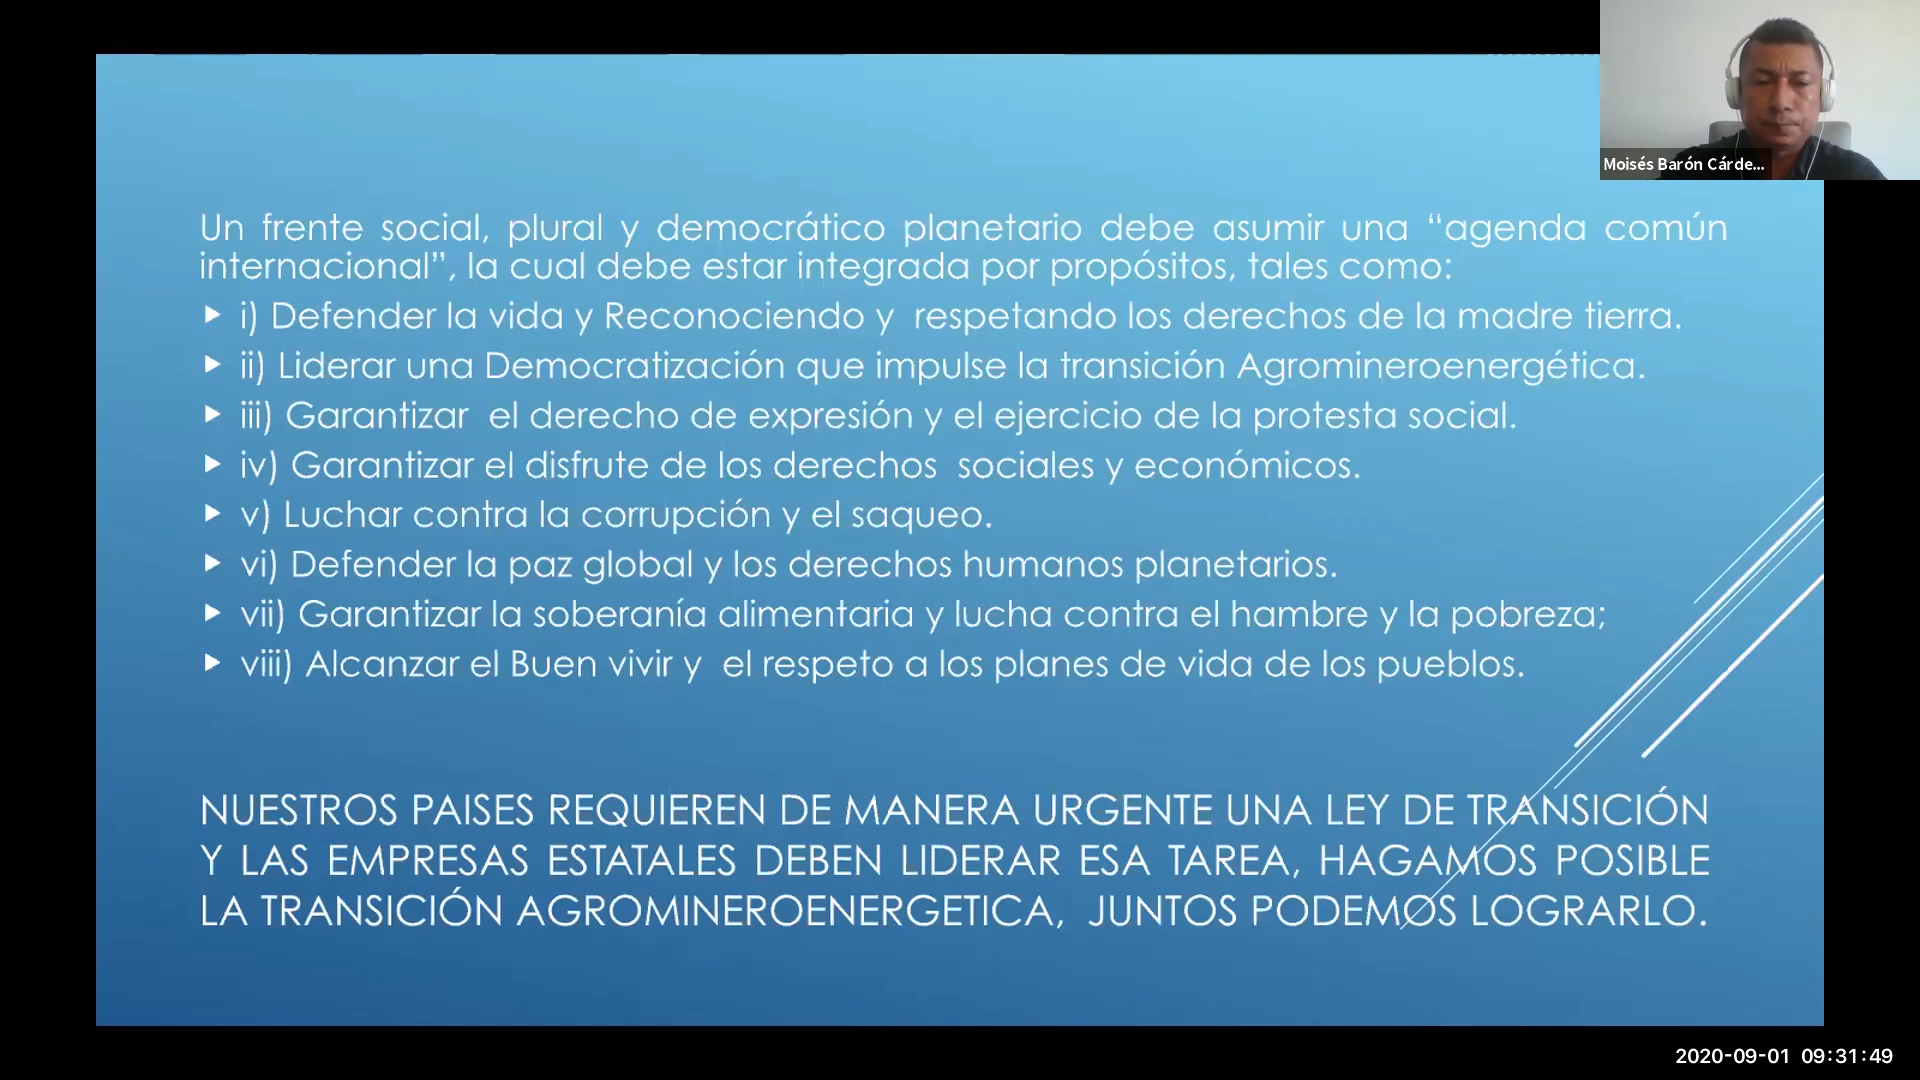 Moisés Barón Cárde...
Un frente social, plural y democrático planetario debe asumir una “agenda común
internacional”, la cual debe estar integrada por propósitos, tales como:
i) Defender la vida y Reconociendo y respetando los derechos de la madre tierra.
ii) Liderar una Democratización que impulse la transición Agromineroenergética.
iii) Garantizar el derecho de expresión y el ejercicio de la protesta social.
iv) Garantizar el disfrute de los derechos sociales y económicos.
v) Luchar contra la corrupción y el saqueo.
vi) Defender la paz global y los derechos humanos planetarios.
vii) Garantizar la soberanía alimentaria y lucha contra el hambre y la pobreza;
viii) Alcanzar el Buen vivir y el respeto a los planes de vida de los pueblos.
NUESTROS PAISES REQUIEREN DE MANERA URGENTE UNA LEY DE TRANSICIÓN
Y LAS EMPRESAS ESTATALES DEBEN LIDERAR ESA TAREA, HAGAMOS POSIBLE
LA TRANSICIÓN AGROMINEROENERGETICA, JUNTOS PODEMOS LOGRARLO.
2020-09-01 09:31:49